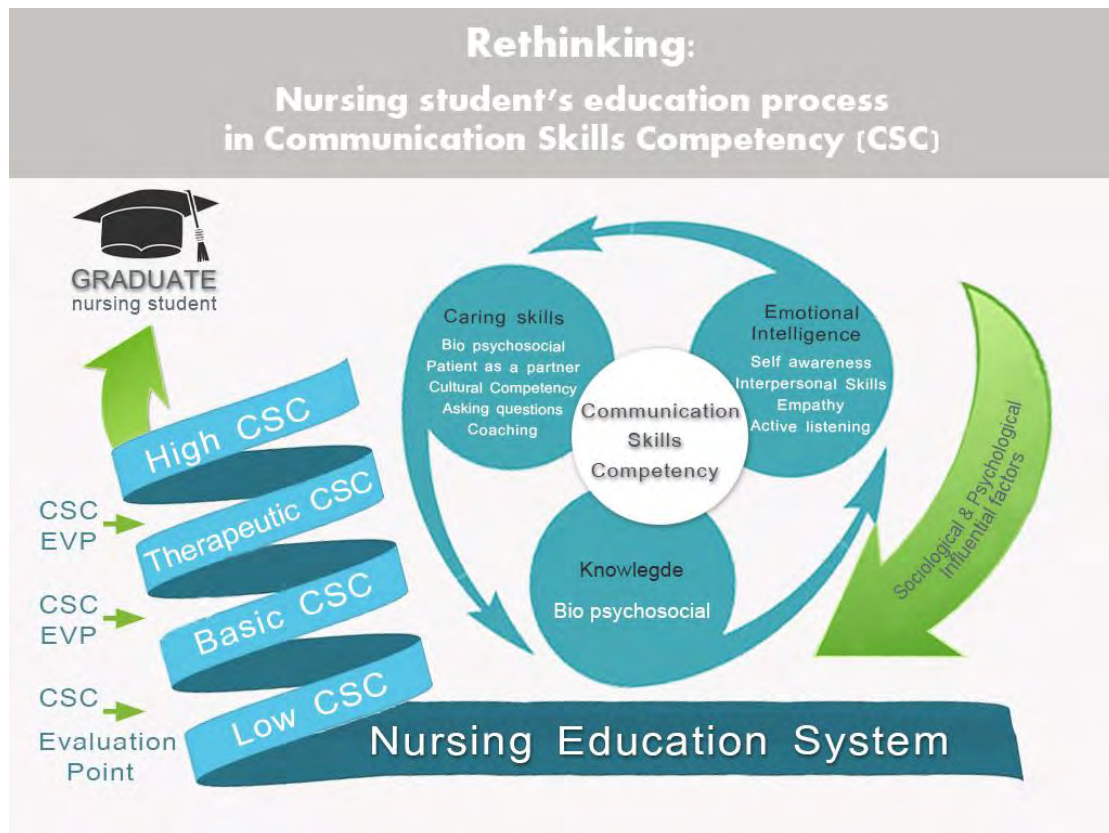 Rethinking:
Nursing student's education process
in Communication Skills Competency (CSC)
GRADUATE
nursing student
High CSC
Therapeutic CSC
Basic CSC
Low CSC
CSC
EVP
CSC
EVP
CSC
Evaluation
Point
Caring skills
Bio psychosocial
Patient as a partner
Cultural Competency
Asking questions
Coaching
Emotional
Intelligence
Self awareness
Interpersonal Skills
Empathy
Active listening
Communication
Skills
Competency
Knowlegde
Bio psychosocial
Sociological & Psychological
Influential factors
Nursing Education System